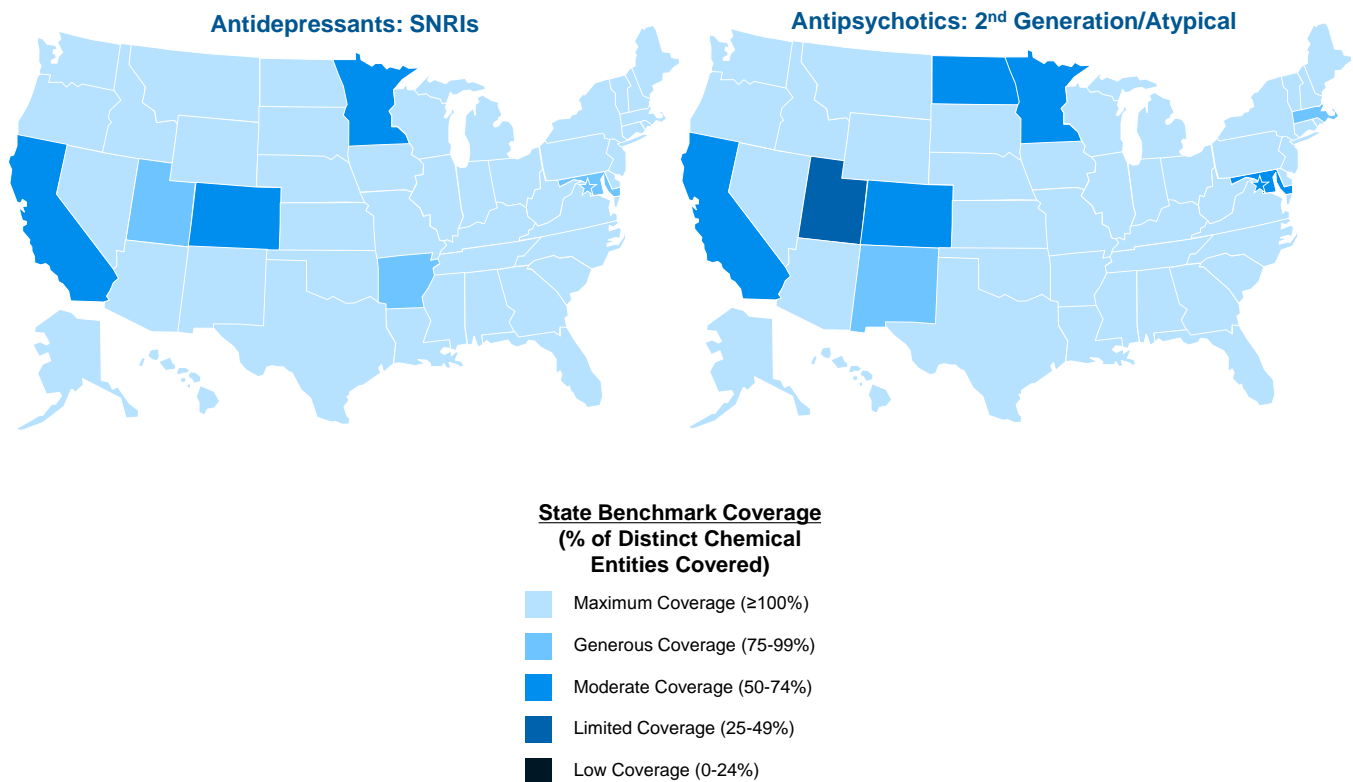 Antidepressants: SNRIs
Antipsychotics: 2nd Generation/Atypical
State Benchmark Coverage
(% of Distinct Chemical
Entities Covered)
Maximum Coverage (≥100%)
Generous Coverage (75-99%)
Moderate Coverage (50-74%)
Limited Coverage (25-49%)
Low Coverage (0-24%)